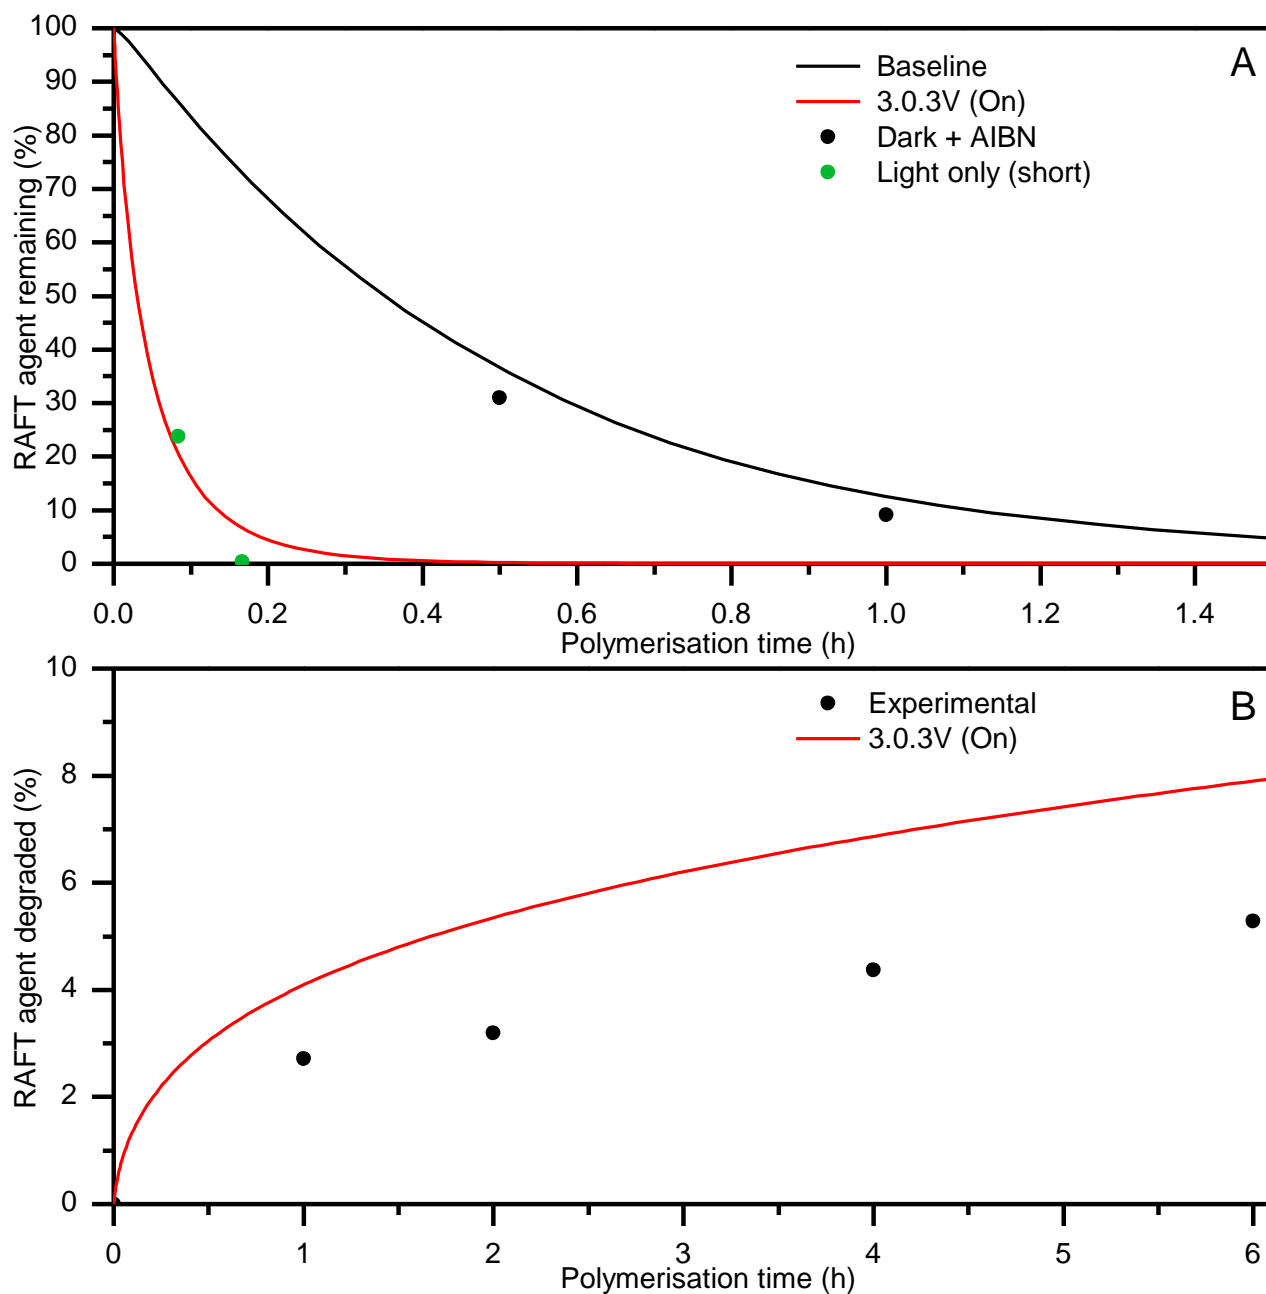 A
Baseline
3.0.3V (On)
Dark + AIBN
Light only (short)
RAFT agent remaining (%)
100
90
80
70
60
50
40
30
20
10
0
0.0 0.2 0.4 0.6 0.8 1.0 1.2 1.4
Polymerisation time (h)
B
Experimental
3.0.3V (On)
RAFT agent degraded (%)
10
8
6
4
2
0
0 1 2 3 4 5 6
Polymerisation time (h)